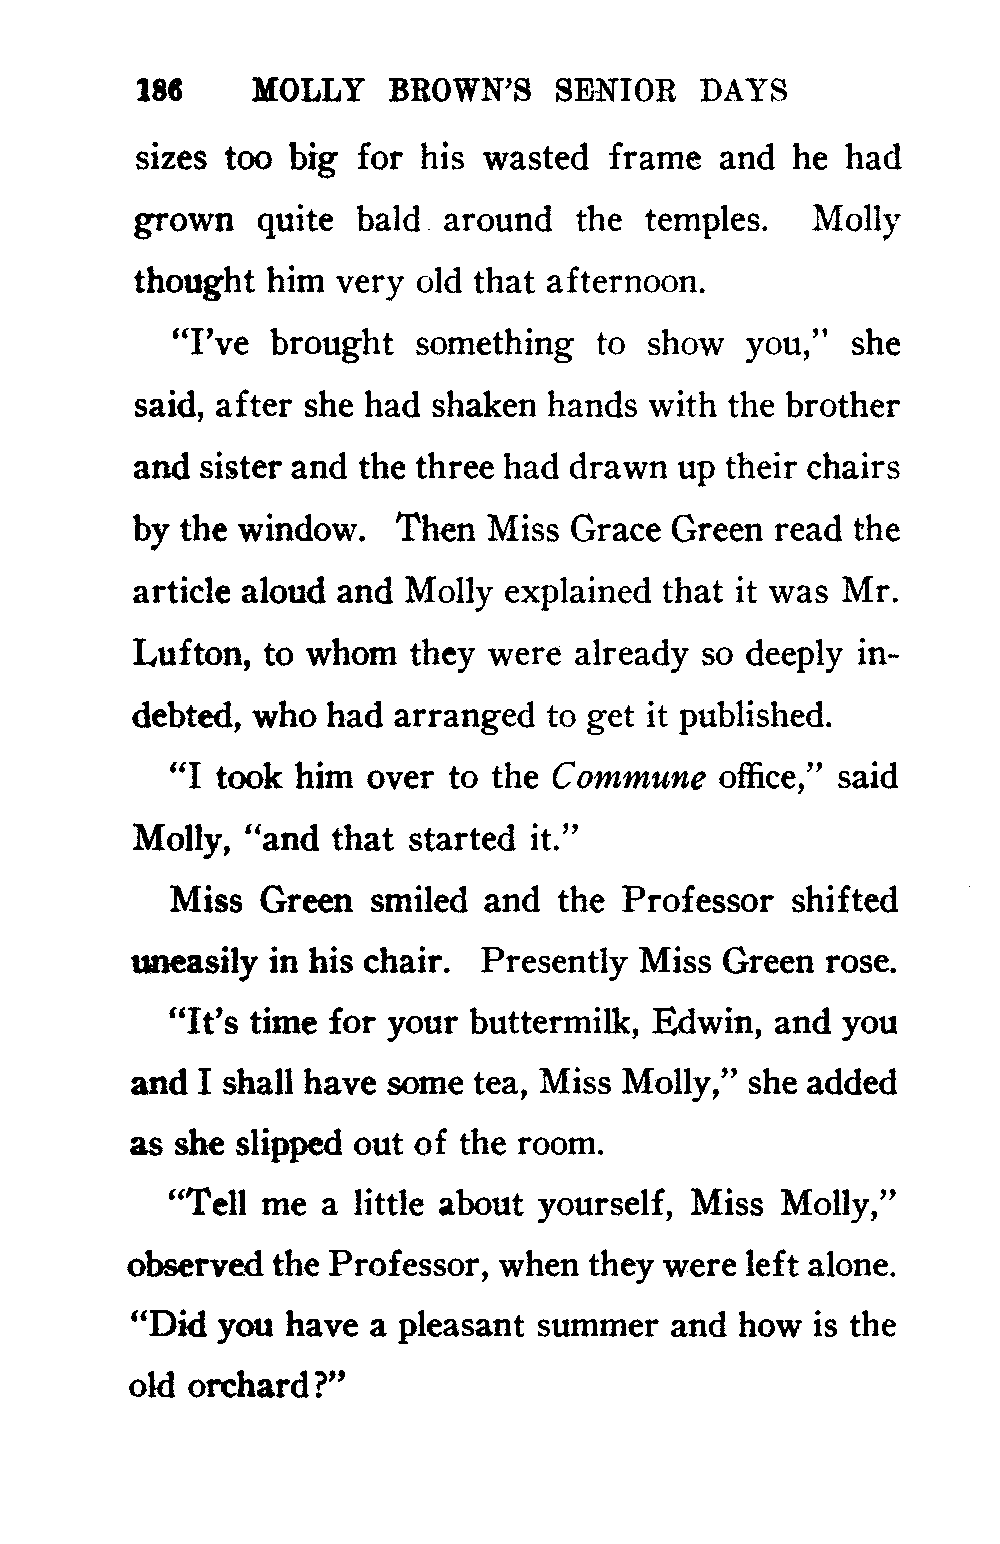 186 MOLLY BROWN'S SENIOR DAYS
sizes too big for his wasted frame and he had
grown quite bald around the temples. Molly
thought him very old that afternoon.
“I've brought something to show you,” she
said, after she had shaken hands with the brother
and sister and the three had drawn up their chairs
by the window. Then Miss Grace Green read the
article aloud and Molly explained that it was Mr.
Lufton, to whom they were already so deeply in-
debted, who had arranged to get it published.
“I took him over to the Commune office,” said
Molly, “and that started it.”
Miss Green smiled and the Professor shifted
uneasily in his chair. Presently Miss Green rose.
“It's time for your buttermilk, Edwin, and you
and I shall have some tea, Miss Molly,” she added
as she slipped out of the room.
“Tell me a little about yourself, Miss Molly,”
observed the Professor, when they were left alone.
“Did you have a pleasant summer and how is the
old orchard?”